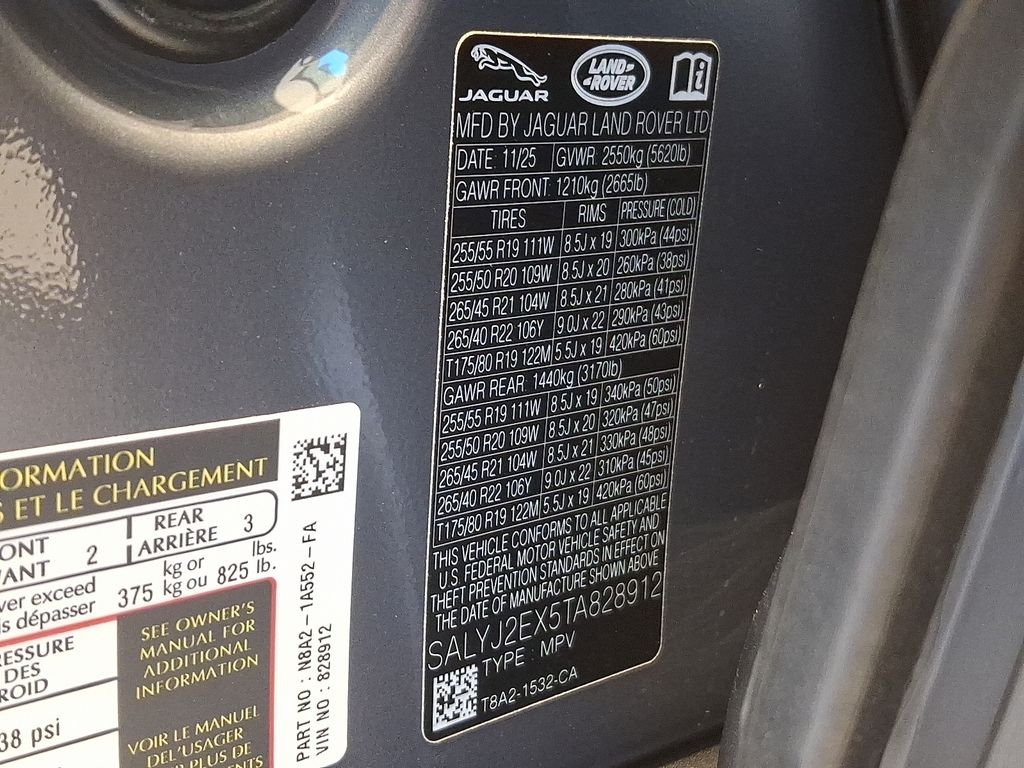 JAGUAR
LAND ROVER
MFD BY JAGUAR LAND ROVER LTD
DATE: 11/25 GVWR: 2550kg (5620lb)
GAWR FRONT: 1210kg (2665lb)
TIRES RIMS PRESSURE (COLD)
255/55 R19 111W 8.5J x 19 300kPa (44psi)
255/50 R20 109W 8.5J x 20 260kPa (38psi)
265/45 R21 104W 8.5J x 21 280kPa (41psi)
265/40 R22 106Y 9.0J x 22 290kPa (43psi)
T175/80 R19 122M 5.5J x 19 420kPa (60psi)
GAWR REAR: 1440kg (3170lb)
255/55 R19 111W 8.5J x 19 340kPa (50psi)
255/50 R20 109W 8.5J x 20 320kPa (47psi)
265/45 R21 104W 8.5J x 21 330kPa (48psi)
265/40 R22 106Y 9.0J x 22 310kPa (45psi)
T175/80 R19 122M 5.5J x 19 420kPa (60psi)
THIS VEHICLE CONFORMS TO ALL APPLICABLE
U.S. FEDERAL MOTOR VEHICLE SAFETY AND
THEFT PREVENTION STANDARDS IN EFFECT ON
THE DATE OF MANUFACTURE SHOWN ABOVE
SALYJ2EX5TA828912
TYPE: MPV
T8A2-1532-CA
ORMATION
S ET LE CHARGEMENT
ONT 2 REAR 3
VANT ARRIÈRE
ver exceed 375 kg or 825 lbs.
is dépasser kg ou lb.
RESSURE
DES
ROID
38 psi
SEE OWNER'S
MANUAL FOR
ADDITIONAL
INFORMATION
VOIR LE MANUEL
DE L'USAGER
PLUS DE
PART NO: N8A2-1A552-FA
VIN NO: 828912